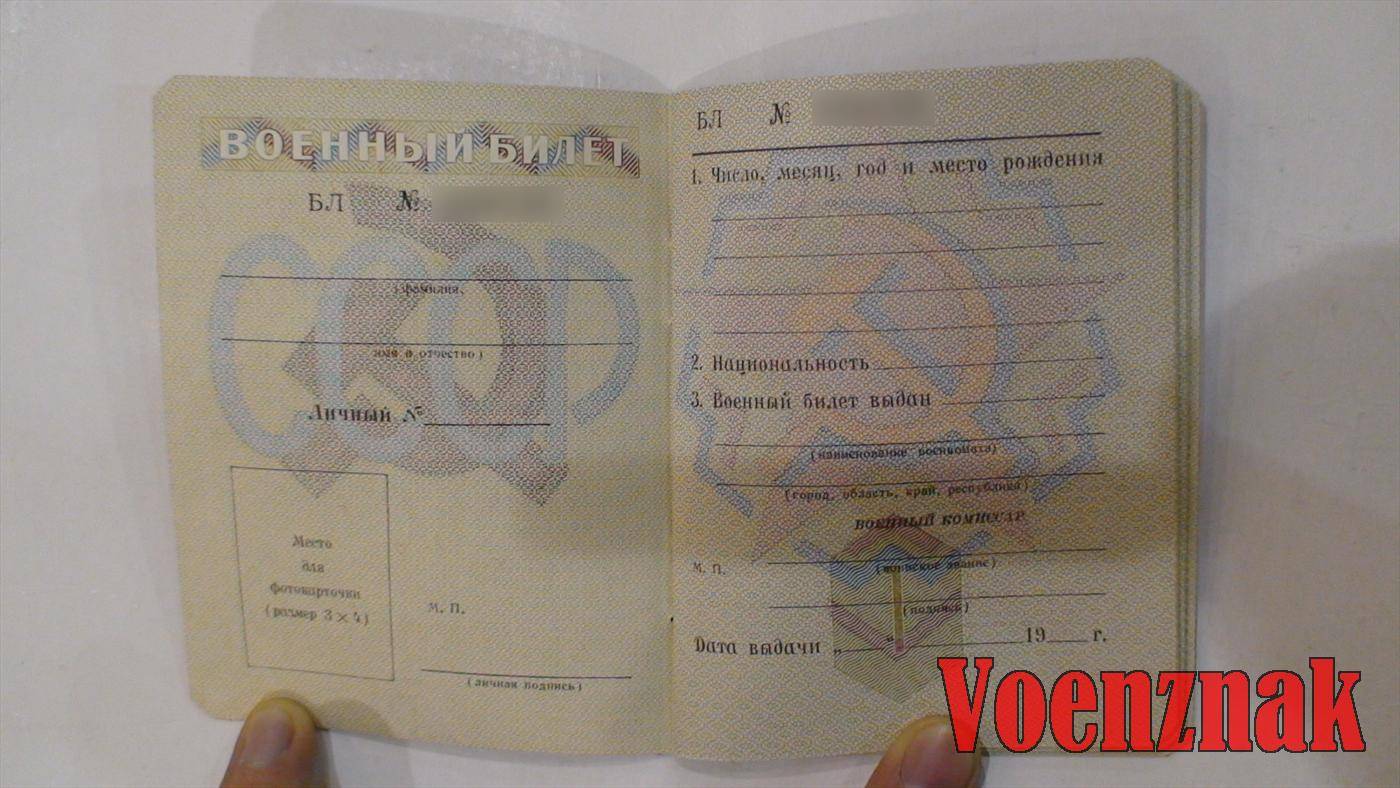 ВОЕННЫЙ БИЛЕТ
БЛ №
СССР
(фамилия,
имя и отчество)
Личный №
Место
для
фотокарточки
(размер 3×4)
М. П.
(личная подпись)
БЛ №
1. Число, месяц, год и место рождения
2. Национальность
3. Военный билет выдан
(наименование военкомата)
(город, область, край, республика)
ВОЕННЫЙ КОМИССАР
М. П.
(воинское звание)
(подпись)
Дата выдачи „ “ 19 г.
Voenznak